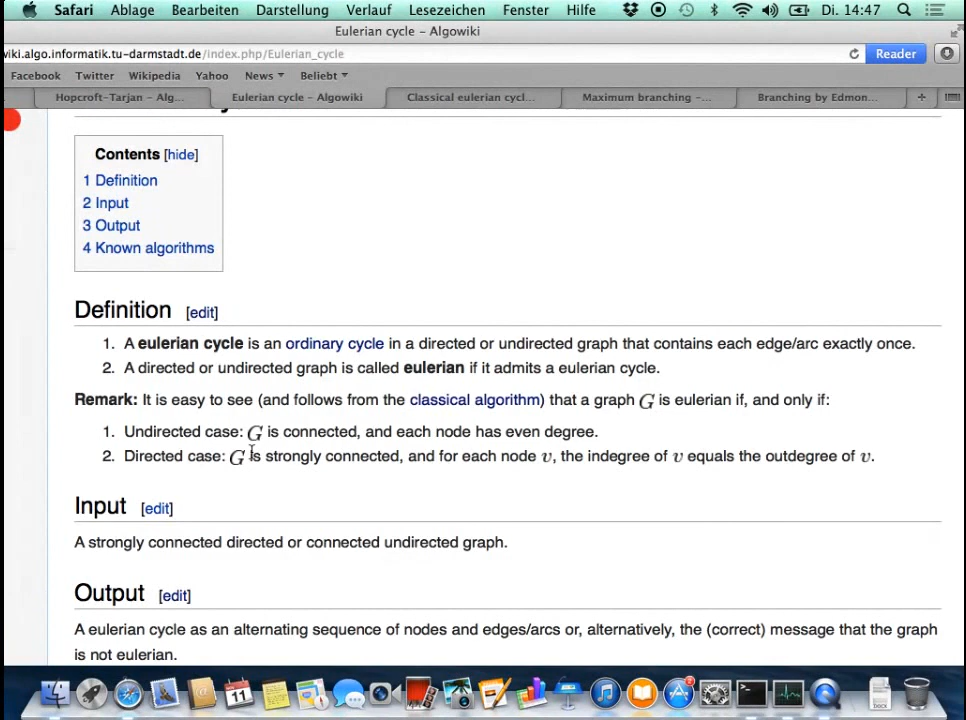 Safari Ablage Bearbeiten Darstellung Verlauf Lesezeichen Fenster Hilfe Di. 14:47
Eulerian cycle – Algowiki
wiki.algo.informatik.tu-darmstadt.de/index.php/Eulerian_cycle Reader
Facebook Twitter Wikipedia Yahoo News Beliebt
Hopcroft-Tarjan – Alg... Eulerian cycle – Algowiki Classical eulerian cycl... Maximum branching –... Branching by Edmon... +
Contents [hide]
1 Definition
2 Input
3 Output
4 Known algorithms
Definition [edit]
1. A eulerian cycle is an ordinary cycle in a directed or undirected graph that contains each edge/arc exactly once.
2. A directed or undirected graph is called eulerian if it admits a eulerian cycle.
Remark: It is easy to see (and follows from the classical algorithm) that a graph G is eulerian if, and only if:
1. Undirected case: G is connected, and each node has even degree.
2. Directed case: G is strongly connected, and for each node v, the indegree of v equals the outdegree of v.
Input [edit]
A strongly connected directed or connected undirected graph.
Output [edit]
A eulerian cycle as an alternating sequence of nodes and edges/arcs or, alternatively, the (correct) message that the graph
is not eulerian.
11